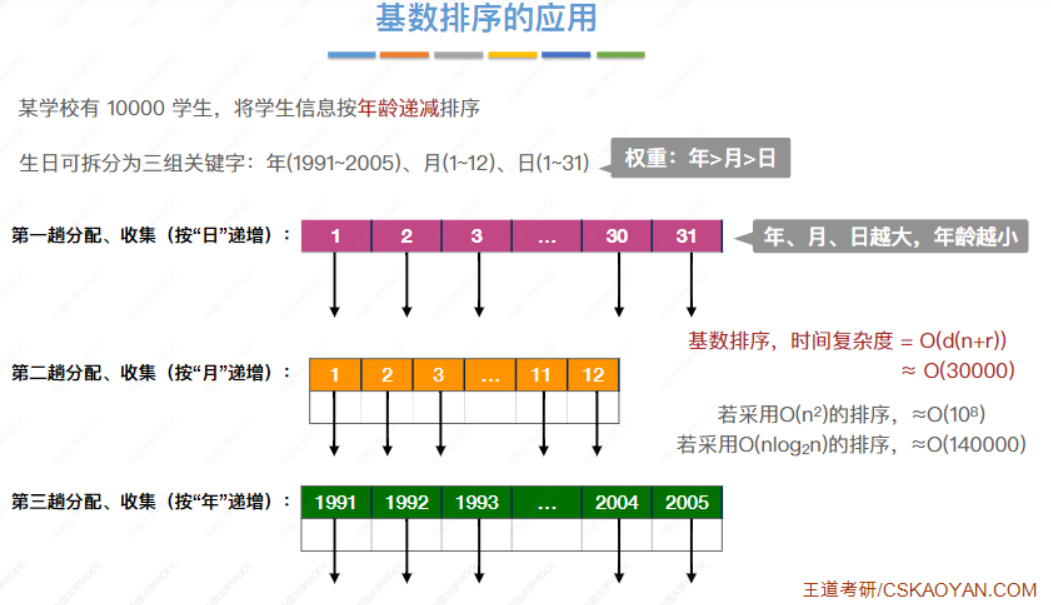 基数排序的应用
某学校有 10000 学生，将学生信息按年龄递减排序
生日可拆分为三组关键字：年(1991~2005)、月(1~12)、日(1~31)
权重：年>月>日
第一趟分配、收集（按“日”递增）：
1 2 3 ... 30 31
年、月、日越大，年龄越小
基数排序，时间复杂度 = O(d(n+r))
≈ O(30000)
第二趟分配、收集（按“月”递增）：
1 2 3 ... 11 12
若采用O(n²)的排序，≈O(10⁸)
若采用O(nlog₂n)的排序，≈O(140000)
第三趟分配、收集（按“年”递增）：
1991 1992 1993 ... 2004 2005
王道考研/CSKAOYAN.COM